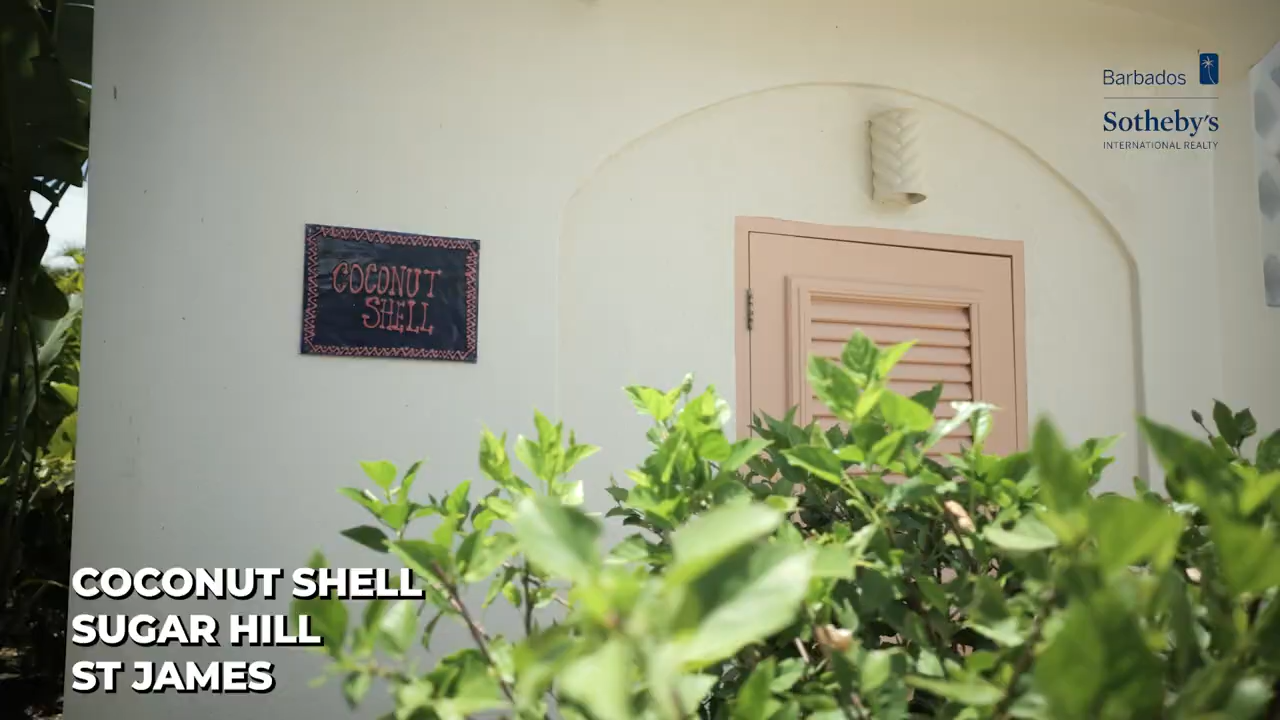 Barbados
Sotheby's
INTERNATIONAL REALTY
COCONUT
SHELL
COCONUT SHELL
SUGAR HILL
ST JAMES